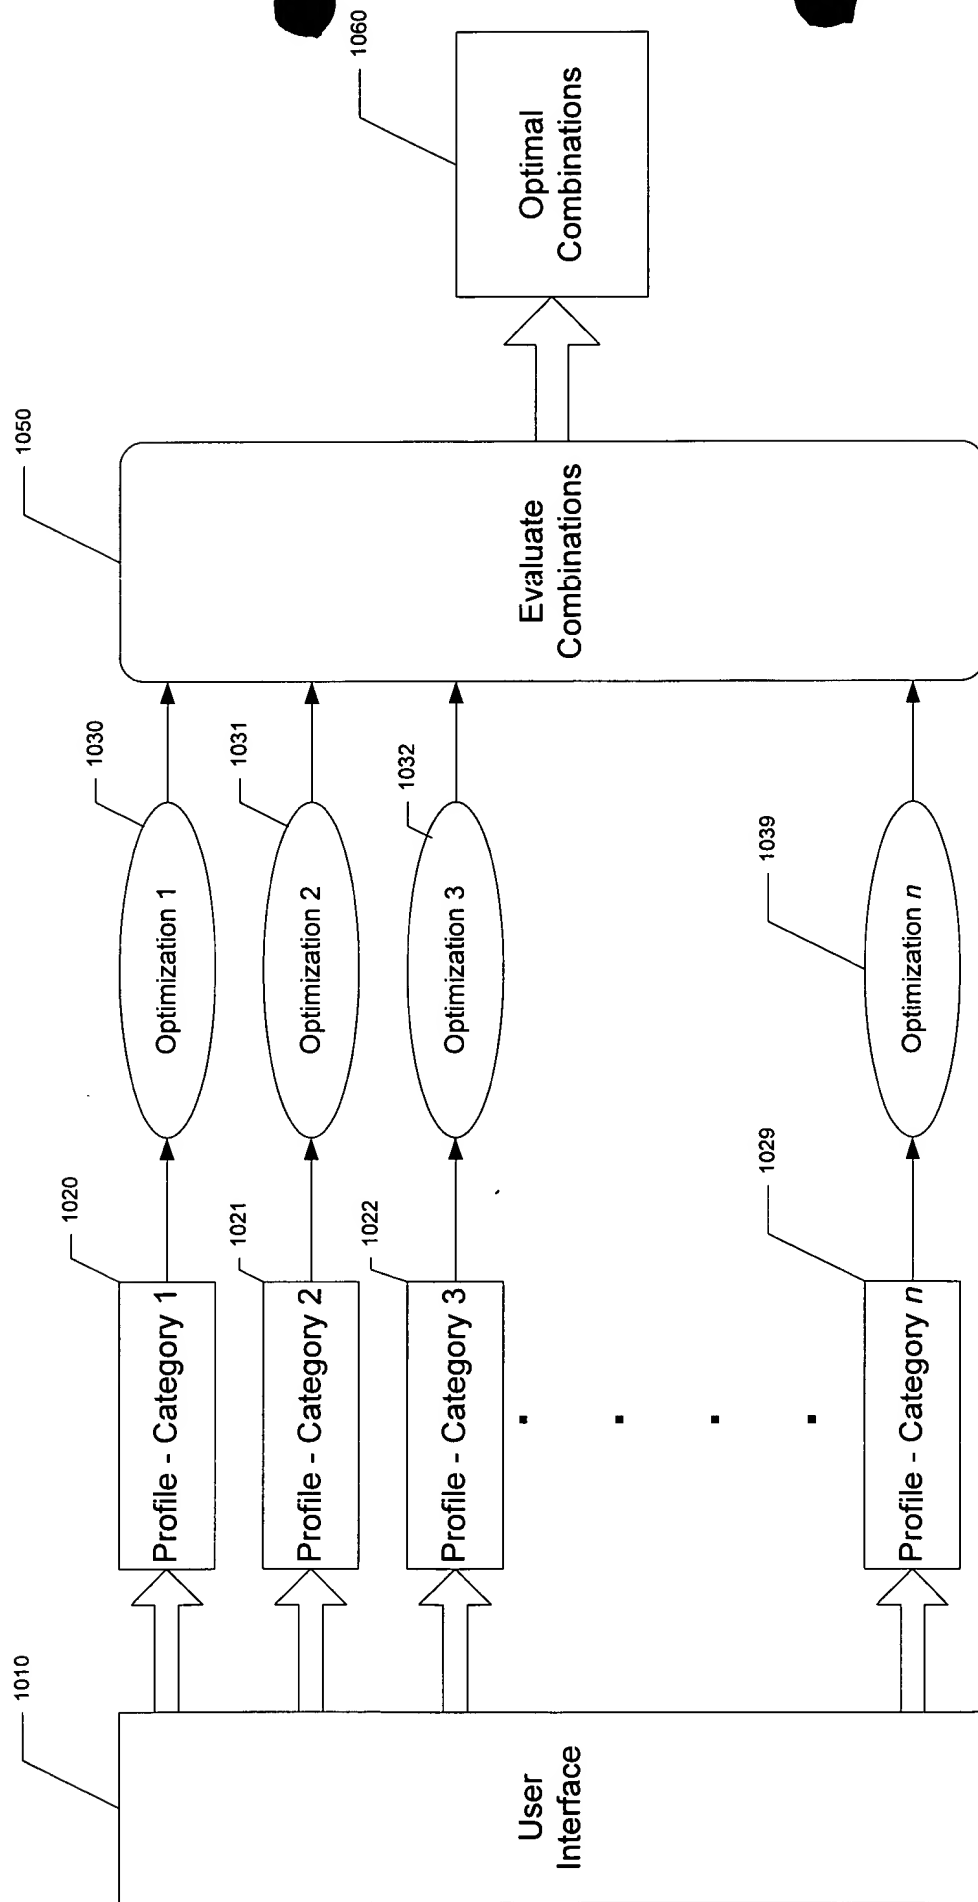 1010
User
Interface
1020
Profile - Category 1
1021
Profile - Category 2
1022
Profile - Category 3
1029
Profile - Category n
1030
Optimization 1
1031
Optimization 2
1032
Optimization 3
1039
Optimization n
1050
Evaluate
Combinations
1060
Optimal
Combinations